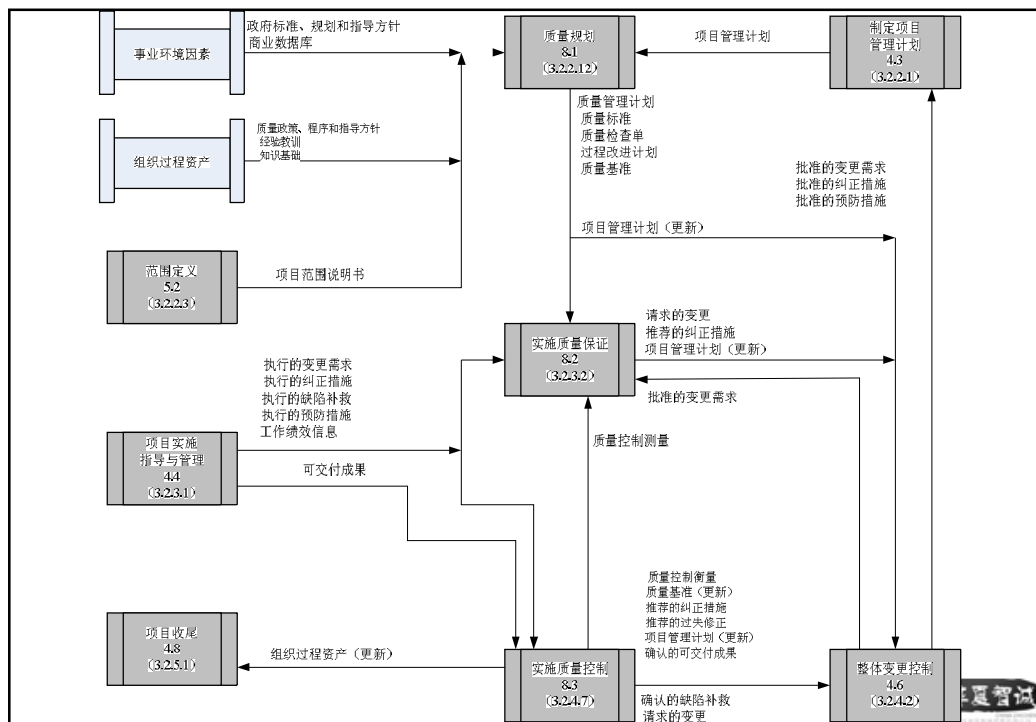 政府标准、规划和指导方针
商业数据库
事业环境因素
质量规划
8.1
(3.2.2.12)
项目管理计划
制定项目
管理计划
4.3
(3.2.2.1)
质量管理计划
质量标准
质量检查单
过程改进计划
质量基准
质量政策、程序和指导方针
经验教训
知识基础
组织过程资产
批准的变更需求
批准的纠正措施
批准的预防措施
项目管理计划（更新）
范围定义
5.2
(3.2.2.3)
项目范围说明书
请求的变更
推荐的纠正措施
项目管理计划（更新）
实施质量保证
8.2
(3.2.3.2)
批准的变更需求
执行的变更需求
执行的纠正措施
执行的缺陷补救
执行的预防措施
工作绩效信息
质量控制测量
项目实施
指导与管理
4.4
(3.2.3.1)
可交付成果
质量控制衡量
质量基准（更新）
推荐的纠正措施
推荐的过失修正
项目管理计划（更新）
确认的可交付成果
项目收尾
4.8
(3.2.5.1)
组织过程资产（更新）
实施质量控制
8.3
(3.2.4.7)
确认的缺陷补救
请求的变更
整体变更控制
4.6
(3.2.4.2)
夏智诚